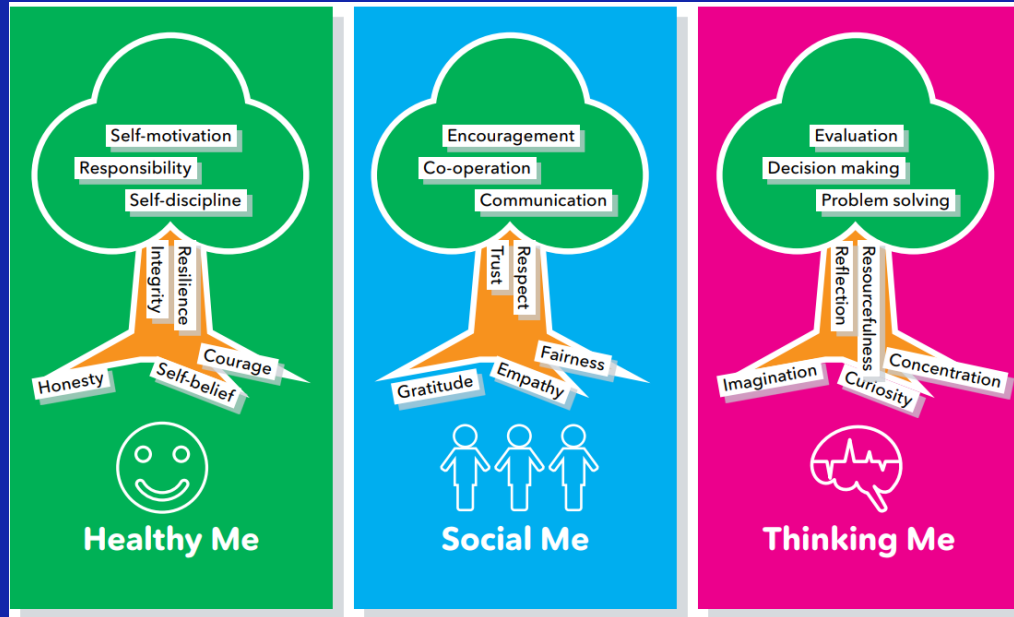 Self-motivation
Responsibility
Self-discipline
Integrity
Resilience
Honesty
Self-belief
Courage
Healthy Me
Encouragement
Co-operation
Communication
Trust
Respect
Gratitude
Empathy
Fairness
Social Me
Evaluation
Decision making
Problem solving
Reflection
Resourcefulness
Imagination
Curiosity
Concentration
Thinking Me